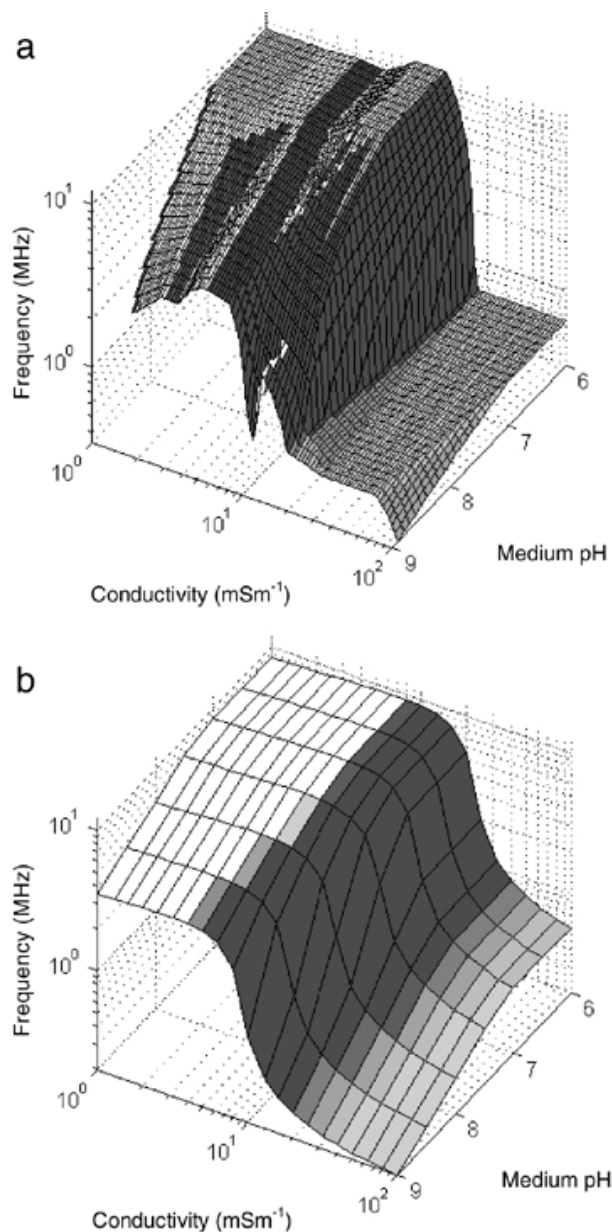 a
10¹
Frequency (MHz)
10⁰
10⁰
6
7
10¹
8
10²
9
Medium pH
Conductivity (mSm⁻¹)
b
10¹
Frequency (MHz)
10⁰
10⁰
6
7
10¹
8
10²
9
Medium pH
Conductivity (mSm⁻¹)